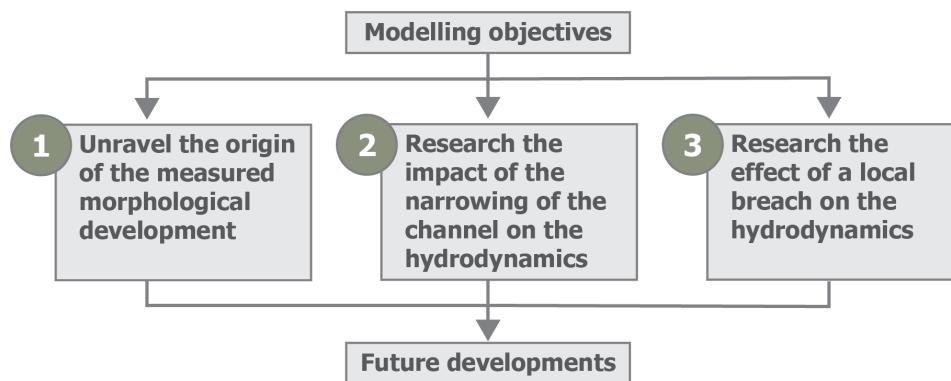 Modelling objectives
1
Unravel the origin
of the measured
morphological
development
2
Research the
impact of the
narrowing of the
channel on the
hydrodynamics
3
Research the
effect of a local
breach on the
hydrodynamics
Future developments